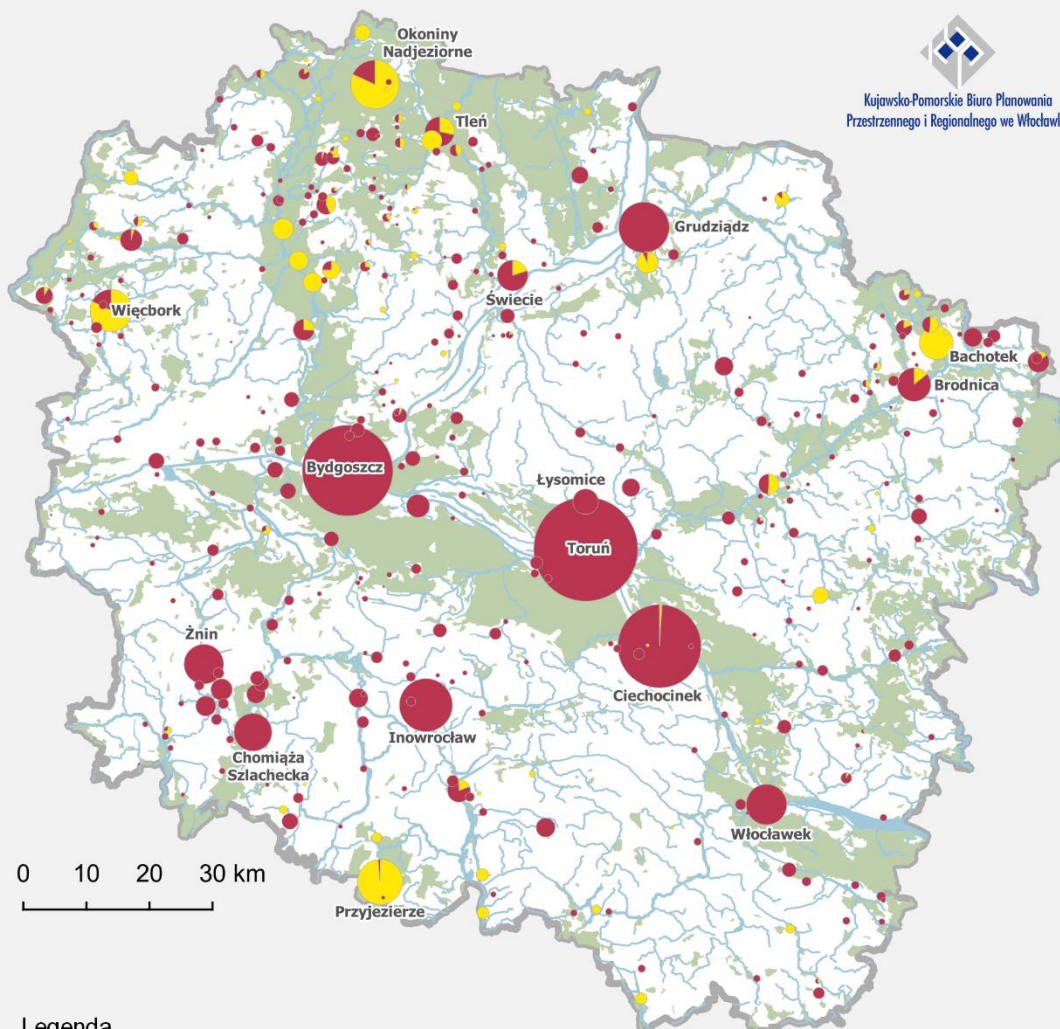 Okoniny
Nadjeziorne
Kujawsko-Pomorskie Biuro Planowania
Przestrzennego i Regionalnego we Włocławk
Tleń
Grudziądz
Świecie
Więcbork
Bachotek
Brodnica
Bydgoszcz
Łysomice
Toruń
Żnin
Ciechocinek
Inowrocław
Chomiąża
Szlachecka
Włocławek
0 10 20 30 km
Przyjezierze
Legenda